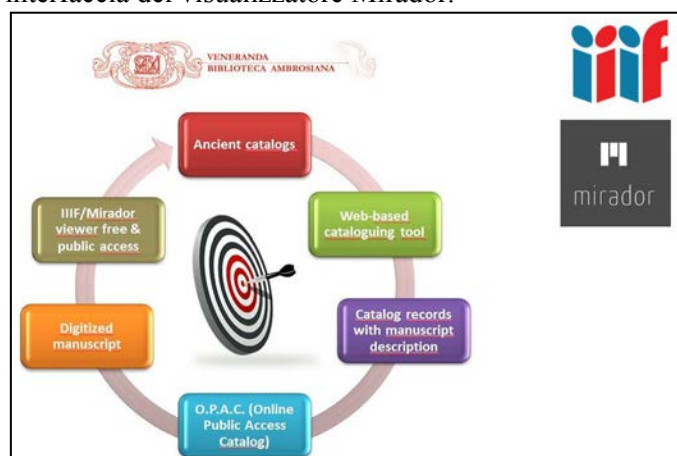 interfaccia del visualizzatore Mirador.
VENERANDA
BIBLIOTECA AMBROSIANA
iiif
mirador
Ancient catalogs
Web-based
cataloguing tool
Catalog records
with manuscript
description
O.P.A.C. (Online
Public Access
Catalog)
Digitized
manuscript
IIIF/Mirador
viewer free &
public access